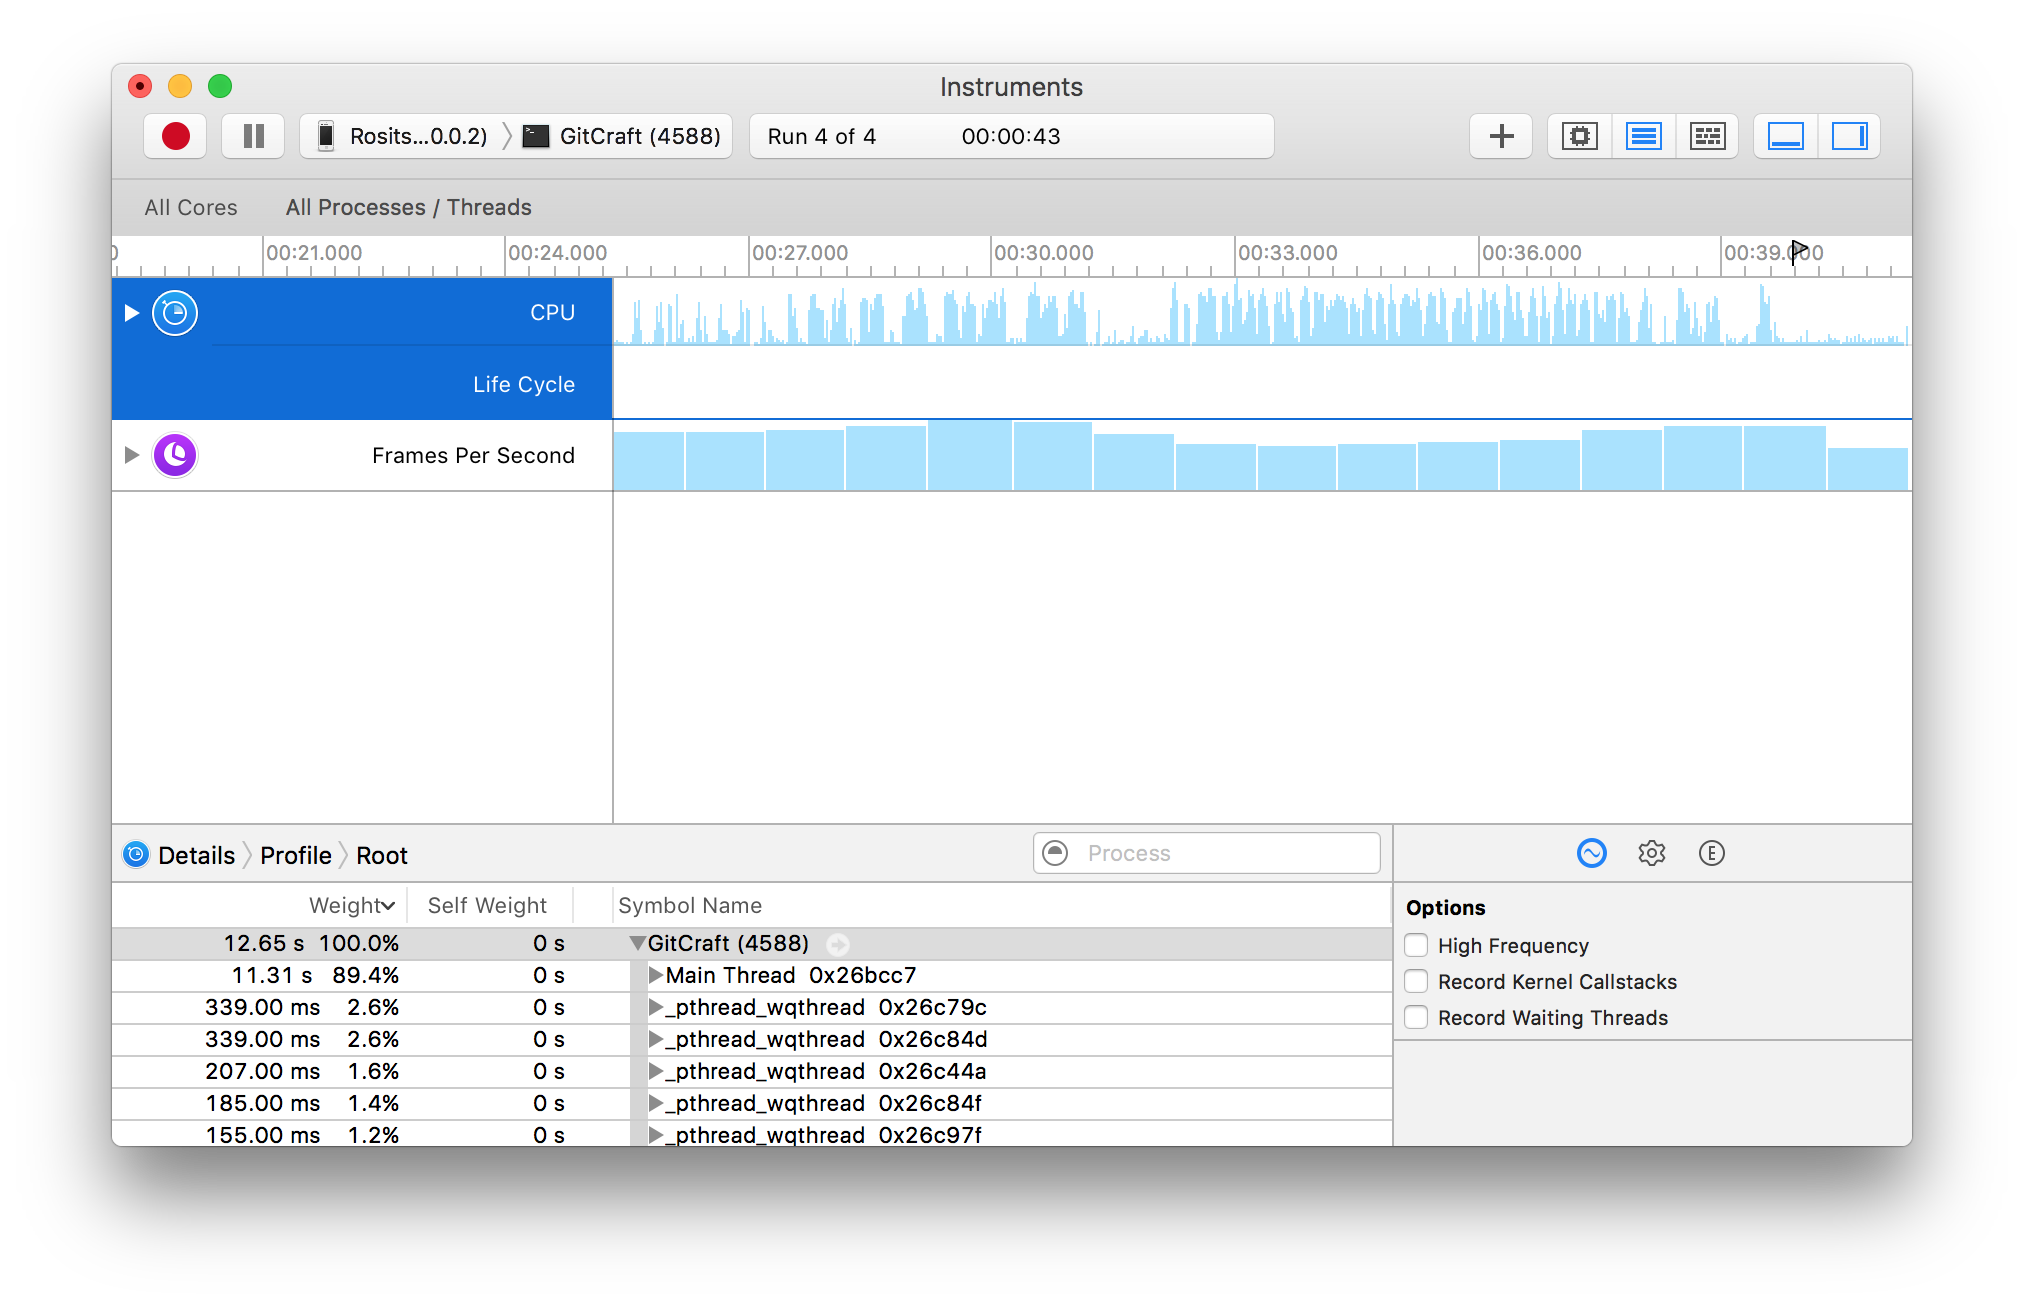 Instruments
Rosits...0.0.2) GitCraft (4588) Run 4 of 4 00:00:43
All Cores All Processes / Threads
0 00:21.000 00:24.000 00:27.000 00:30.000 00:33.000 00:36.000 00:39.000
CPU
Life Cycle
Frames Per Second
Details Profile Root Process E
Weight Self Weight Symbol Name
12.65 s 100.0% 0 s GitCraft (4588)
11.31 s 89.4% 0 s Main Thread 0x26bcc7
339.00 ms 2.6% 0 s _pthread_wqthread 0x26c79c
339.00 ms 2.6% 0 s _pthread_wqthread 0x26c84d
207.00 ms 1.6% 0 s _pthread_wqthread 0x26c44a
185.00 ms 1.4% 0 s _pthread_wqthread 0x26c84f
155.00 ms 1.2% 0 s _pthread_wqthread 0x26c97f
Options
High Frequency
Record Kernel Callstacks
Record Waiting Threads